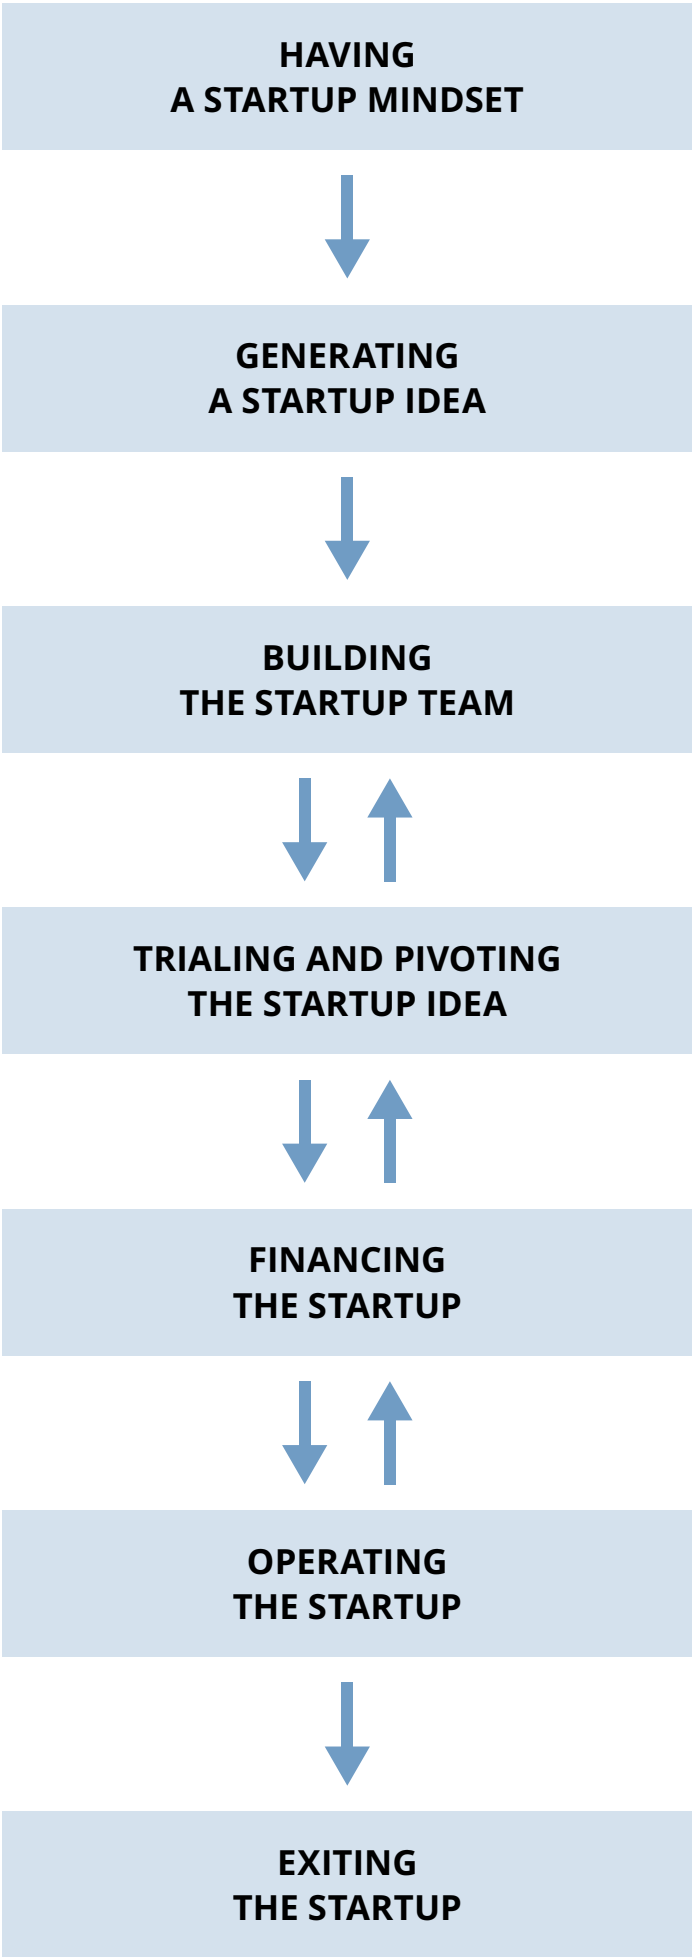 HAVING
A STARTUP MINDSET
GENERATING
A STARTUP IDEA
BUILDING
THE STARTUP TEAM
TRIALING AND PIVOTING
THE STARTUP IDEA
FINANCING
THE STARTUP
OPERATING
THE STARTUP
EXITING
THE STARTUP